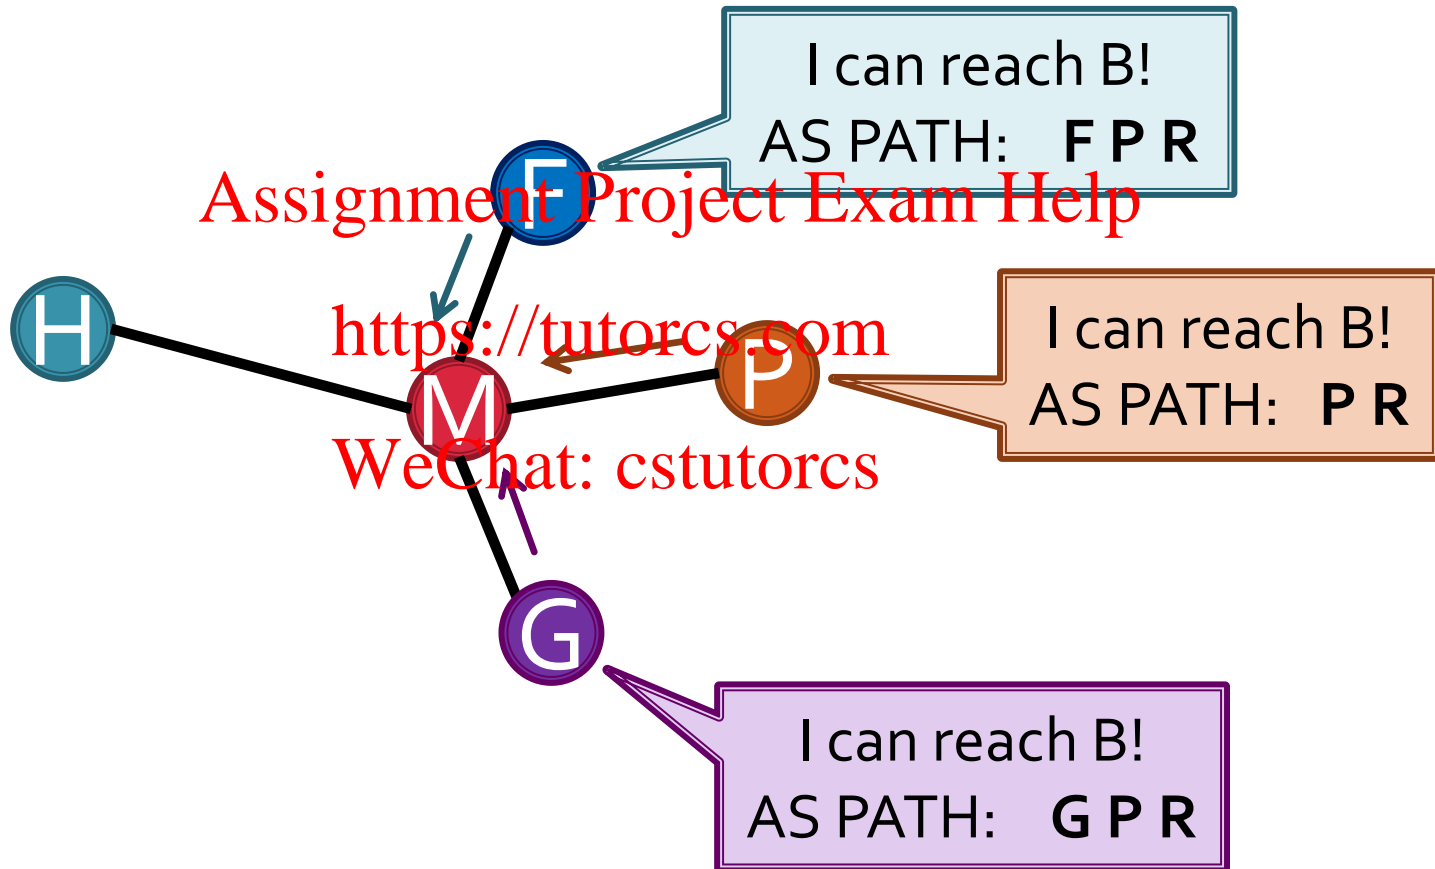 I can reach B!
AS PATH: F P R
F
Assignment Project Exam Help
H
I can reach B!
AS PATH: P R
https://tutorcs.com
P
M
WeChat: cstutorcs
G
I can reach B!
AS PATH: G P R